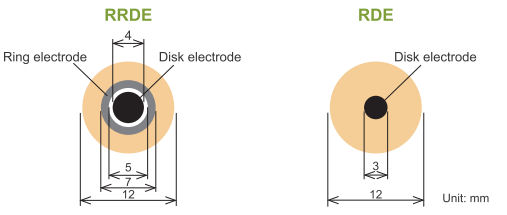 RRDE
RDE
4
Ring electrode
Disk electrode
Disk electrode
5
7
12
3
12
Unit: mm